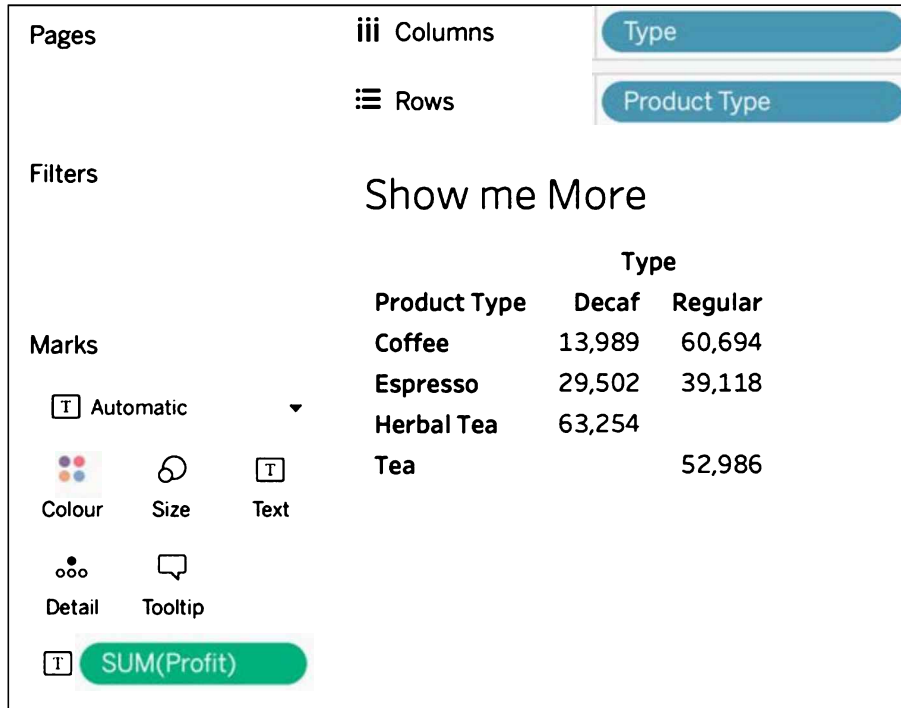 Pages
Columns
Type
Rows
Product Type
Filters
Show me More
Type
Product Type Decaf Regular
Coffee 13,989 60,694
Marks
Espresso 29,502 39,118
T Automatic
Herbal Tea 63,254
Tea 52,986
T
Colour Size Text
Detail Tooltip
T SUM(Profit)